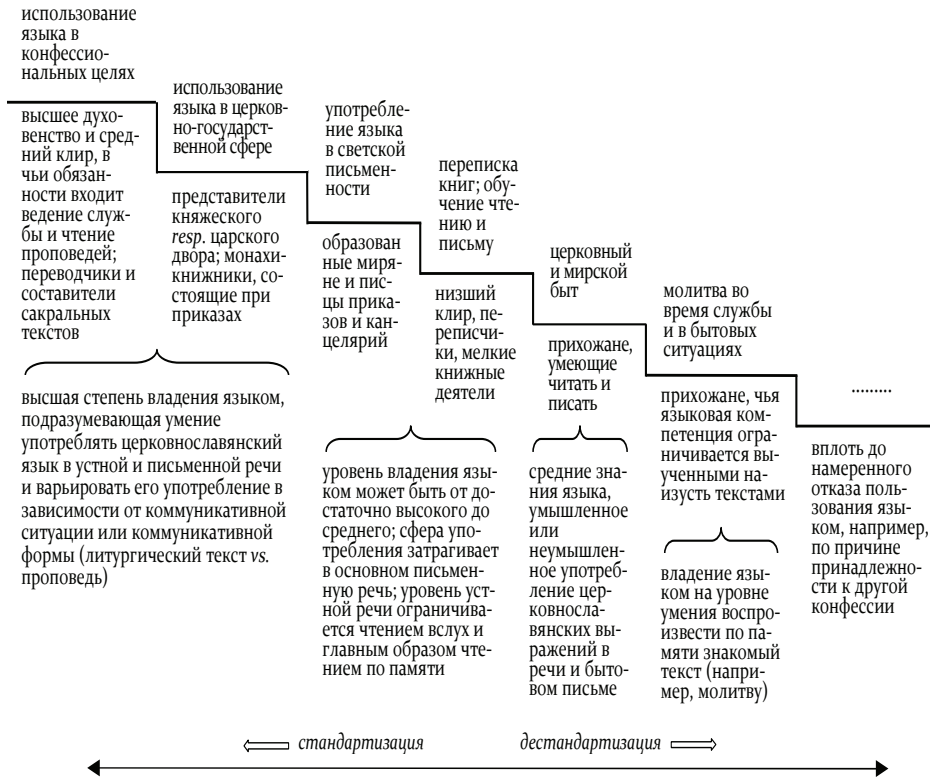 использование
языка в
конфессио-
нальных целях
высшее духо-
венство и сред-
ний клир, в
чьи обязан-
ности входит
ведение служ-
бы и чтение
проповедей;
переводчики и
составители
сакральных
текстов
использование
языка в церков-
но-государст-
венной сфере
представители
княжеского
resp. царского
двора; монахи-
книжники, со-
стоящие при
приказах
высшая степень владения языком,
подразумевающая умение
употреблять церковнославянский
язык в устной и письменной речи
и варьировать его употребление в
зависимости от коммуникативной
ситуации или коммуникативной
формы (литургический текст vs.
проповедь)
употребле-
ние языка
в светской
письмен-
ности
образован
ные миря-
не и пис-
цы прика-
зов и кан-
целярий
переписка
книг; обу-
чение чте-
нию и
письму
низший
клир, пе-
реписчи-
ки, мелкие
книжные
деятели
уровень владения язы-
ком может быть от до-
статочно высокого до
среднего; сфера упо-
требления затрагивает
в основном письмен-
ную речь; уровень уст-
ной речи ограничива-
ется чтением вслух и
главным образом чте-
нием по памяти
церковный
и мирской
быт
прихожане,
умеющие
читать и
писать
средние зна-
ния языка,
умышленное
или
неумышлен-
ное употреб-
ление цер-
ковносла-
вянских вы-
ражений в
речи и быто-
вом письме
молитва во
время службы
и в бытовых
ситуациях
прихожане, чья
языковая ком-
петенция огра-
ничивается вы-
ученными на-
изусть текстами
владение язы-
ком на уровне
умения воспро-
извести по па-
мяти знакомый
текст (напри-
мер, молитву)
.........
вплоть до
намеренного
отказа поль-
зования язы-
ком, например,
по причине
принадлежно-
сти к другой
конфессии
стандартизация
дестандартизация